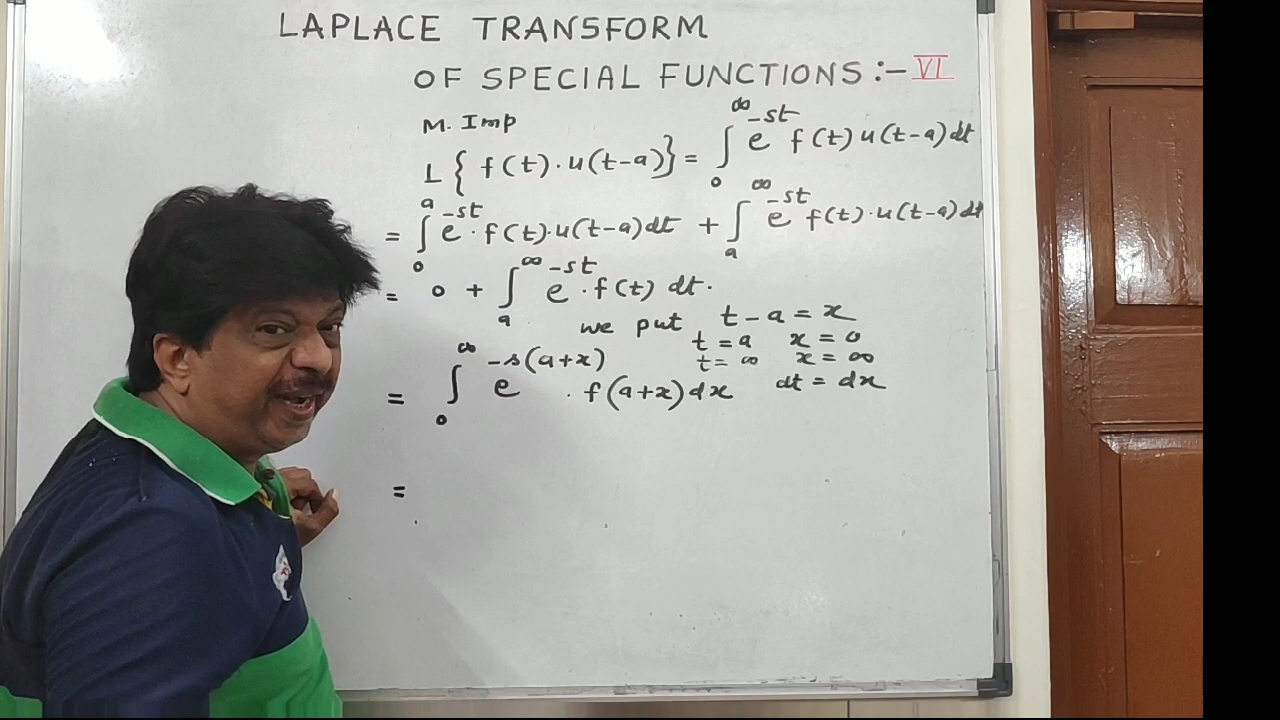 LAPLACE TRANSFORM
OF SPECIAL FUNCTIONS :- VI
M. Imp
L { f(t) · u(t-a) } = ∫₀^∞ e^{-st} f(t) u(t-a) dt
= ∫₀^a e^{-st} · f(t) · u(t-a) dt + ∫ₐ^∞ e^{-st} f(t) · u(t-a) dt
= 0 + ∫ₐ^∞ e^{-st} · f(t) dt.
we put t - a = x
t = a x = 0
t = ∞ x = ∞
= ∫₀^∞ e^{-s(a+x)} · f(a+x) dx dt = dx
=